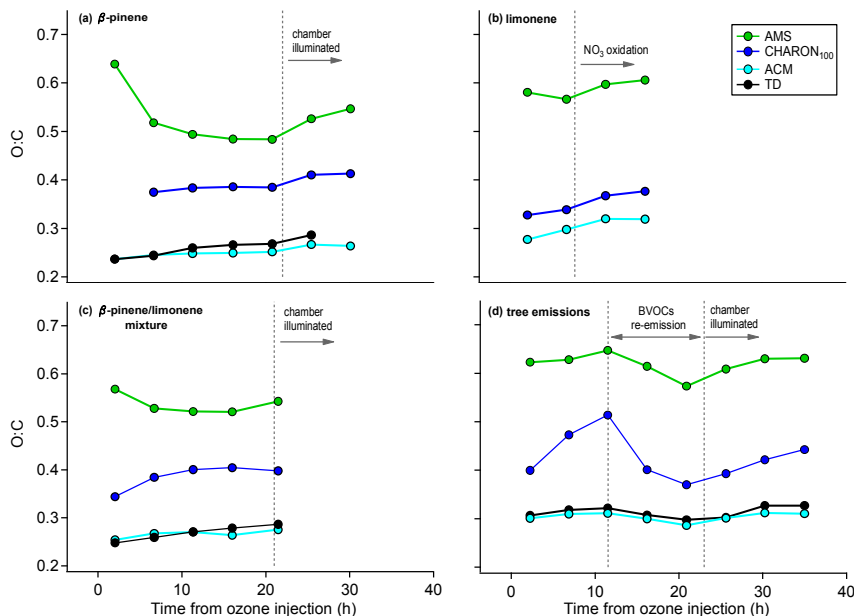 (a) β-pinene
chamber
illuminated
0.7
0.6
0.5
0.4
0.3
0.2
O:C
(b) limonene
NO3 oxidation
AMS
CHARON100
ACM
TD
(c) β-pinene/limonene
mixture
chamber
illuminated
0.7
0.6
0.5
0.4
0.3
0.2
O:C
0
10
20
30
40
Time from ozone injection (h)
(d) tree emissions
BVOCs
re-emission
chamber
illuminated
0
10
20
30
40
Time from ozone injection (h)